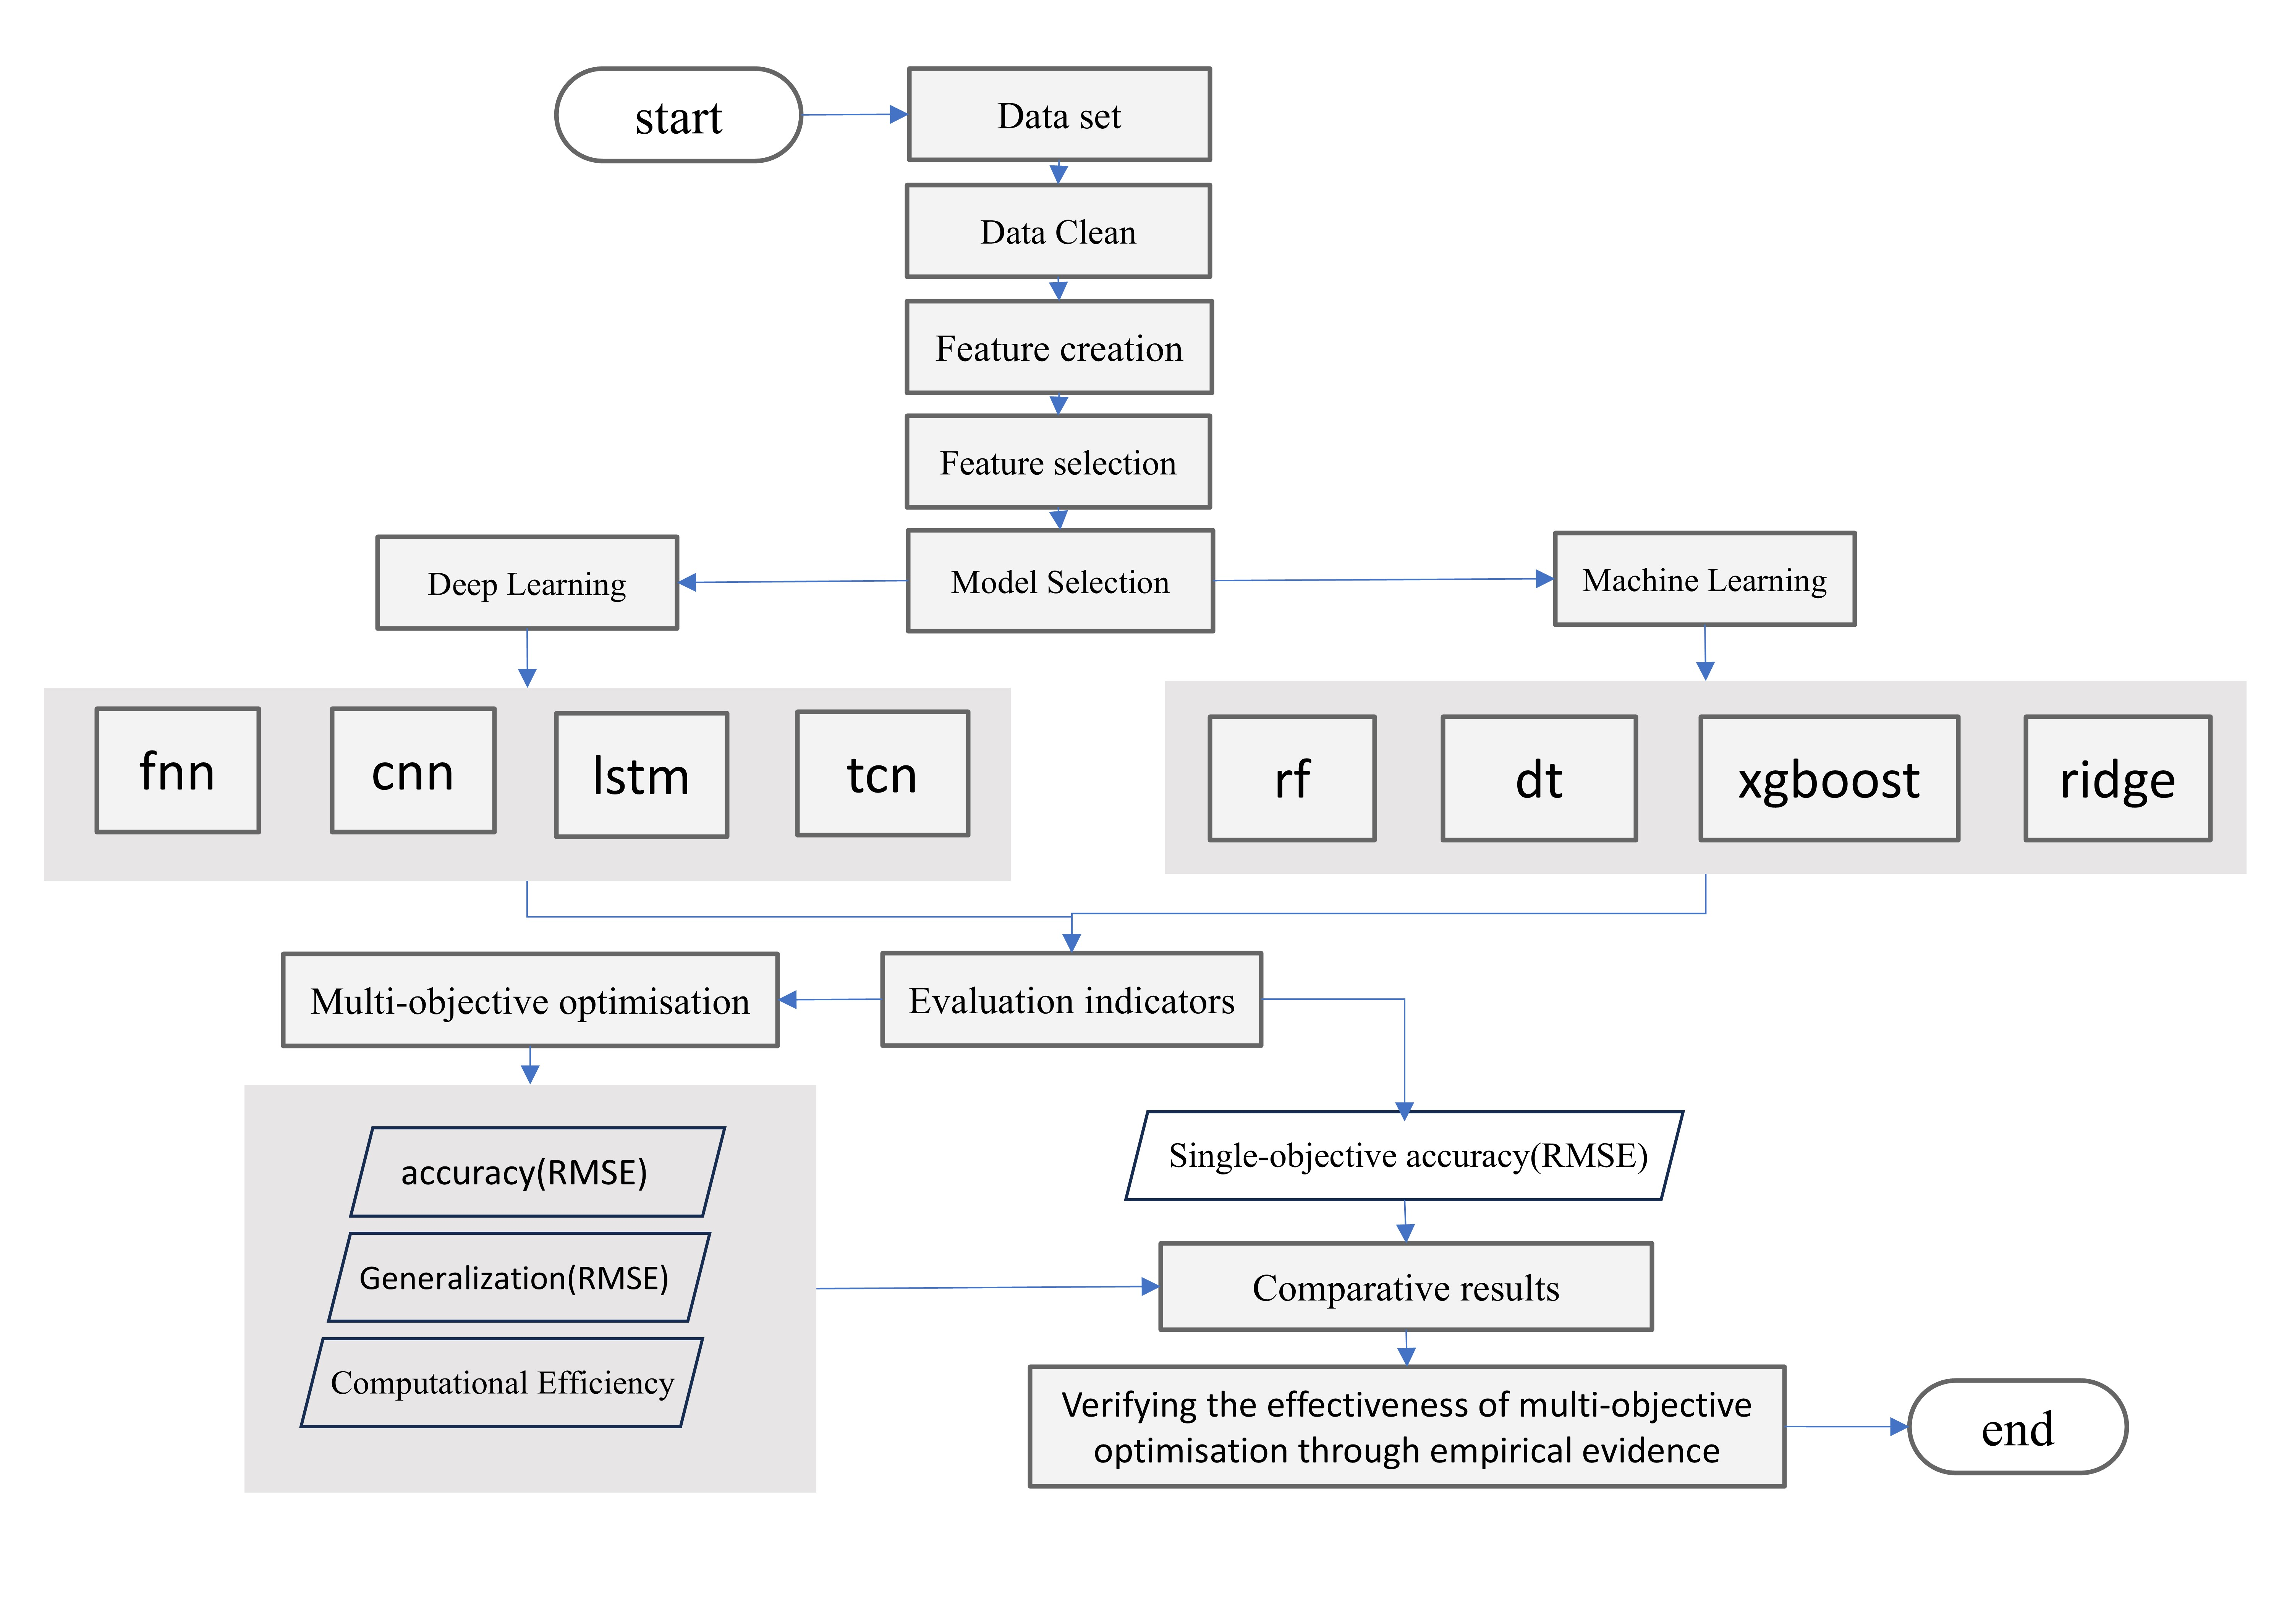 start
Data set
Data Clean
Feature creation
Feature selection
Deep Learning
Model Selection
Machine Learning
fnn
cnn
lstm
tcn
rf
dt
xgboost
ridge
Multi-objective optimisation
Evaluation indicators
accuracy(RMSE)
Single-objective accuracy(RMSE)
Generalization(RMSE)
Comparative results
Computational Efficiency
Verifying the effectiveness of multi-objective
optimisation through empirical evidence
end